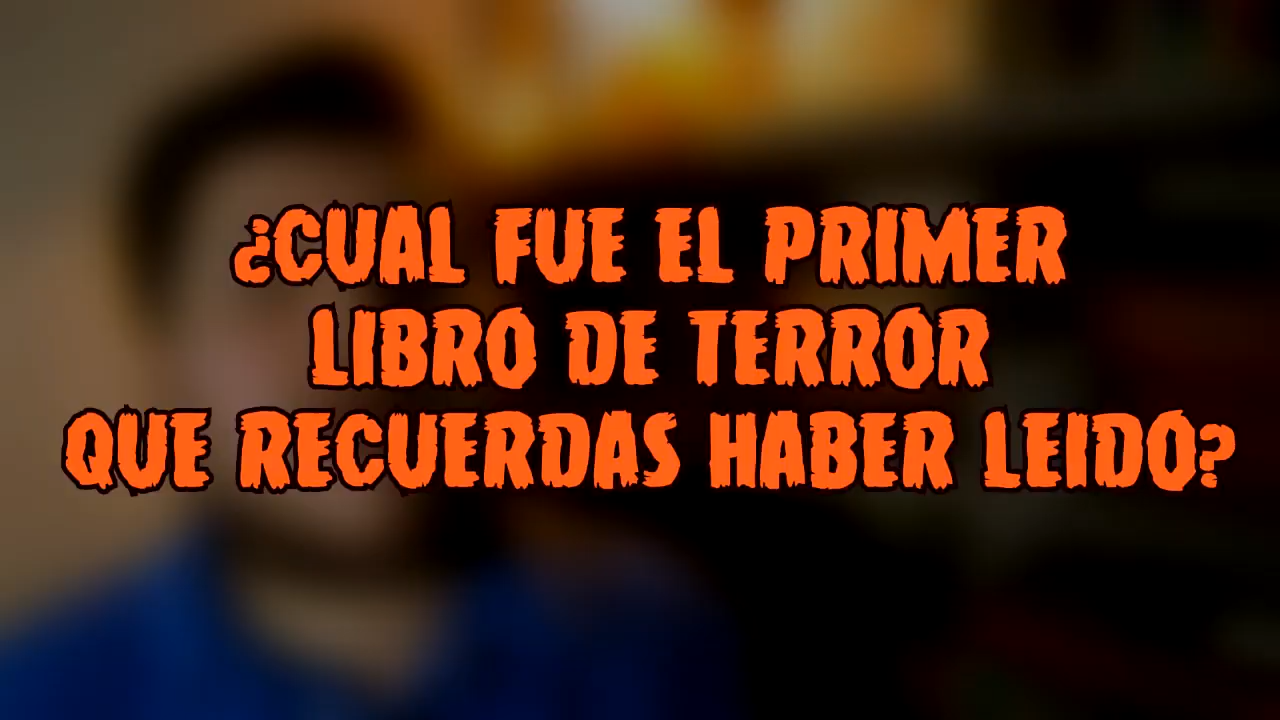 ¿CUAL FUE EL PRIMER
LIBRO DE TERROR
QUE RECUERDAS HABER LEIDO?